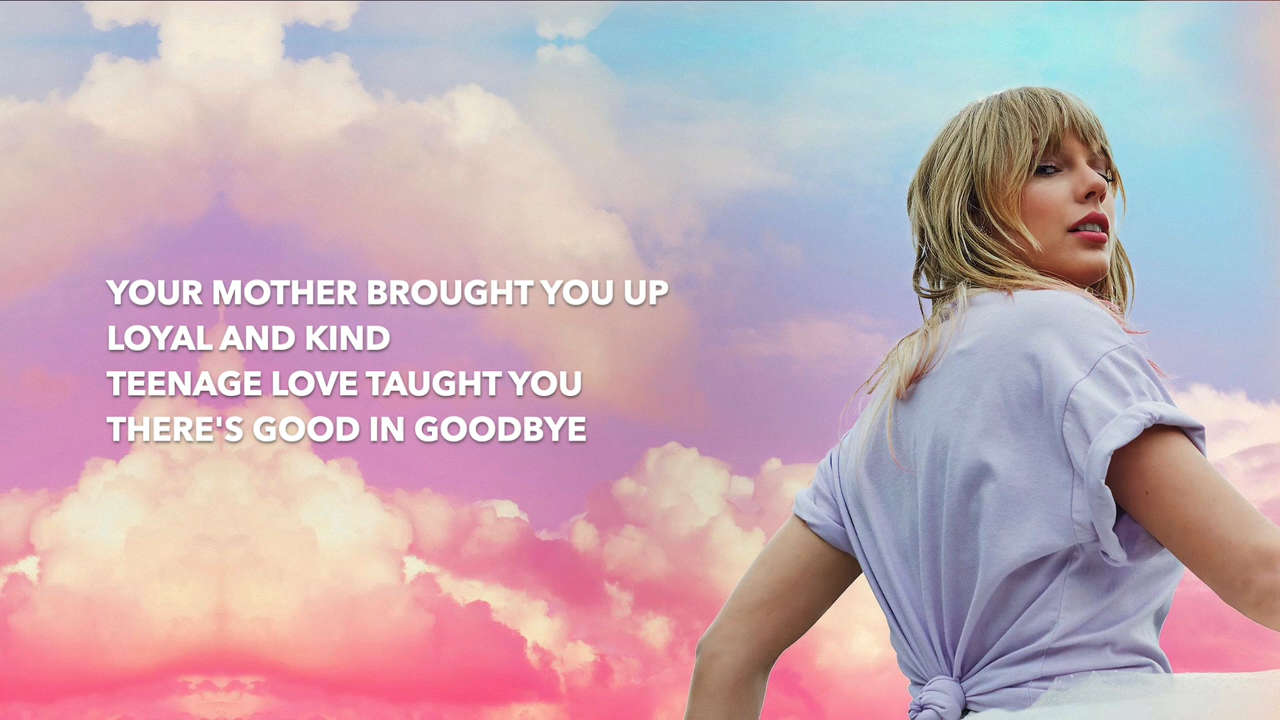 YOUR MOTHER BROUGHT YOU UP
LOYAL AND KIND
TEENAGE LOVE TAUGHT YOU
THERE'S GOOD IN GOODBYE